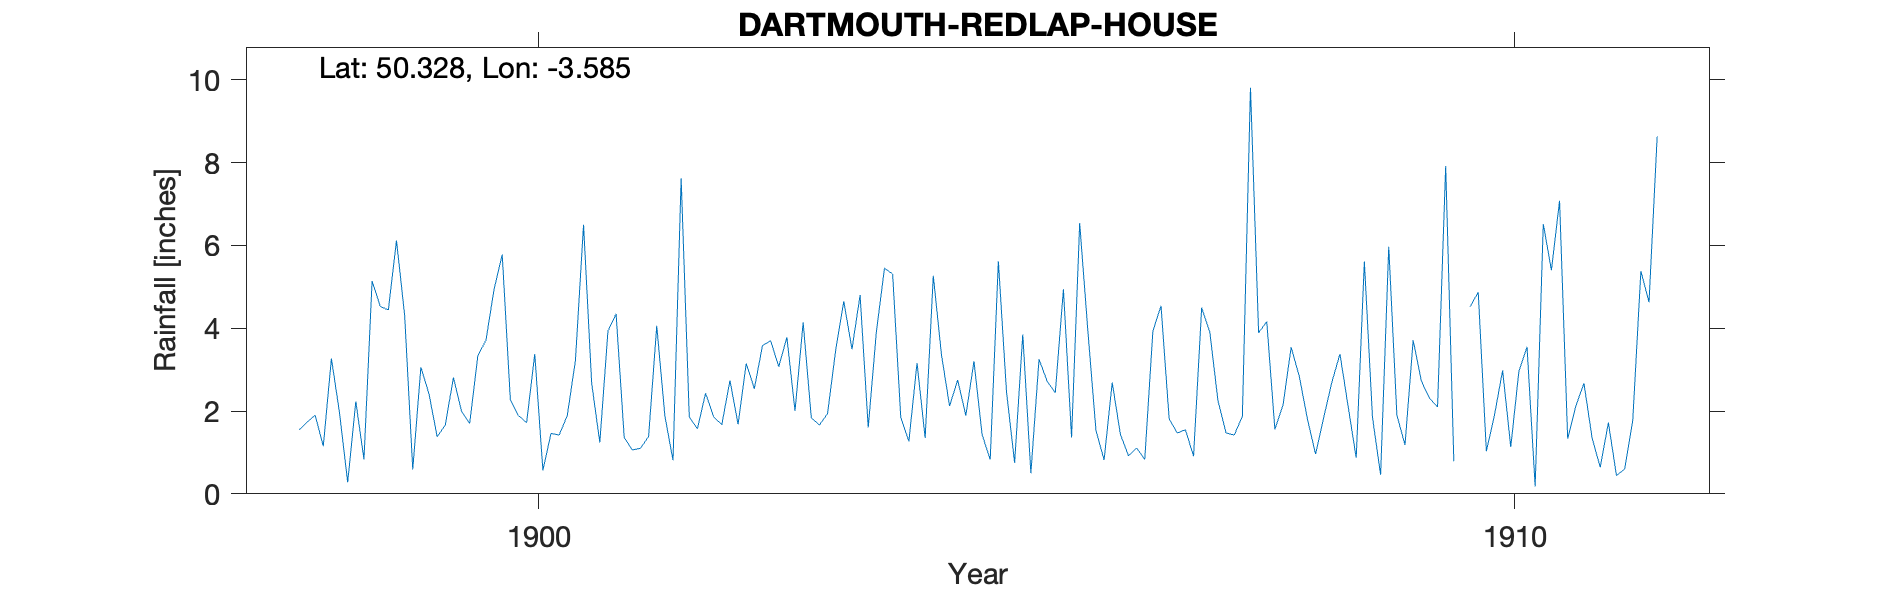 DARTMOUTH-REDLAP-HOUSE
Lat: 50.328, Lon: -3.585
10
8
6
4
2
0
Rainfall [inches]
1900
1910
Year